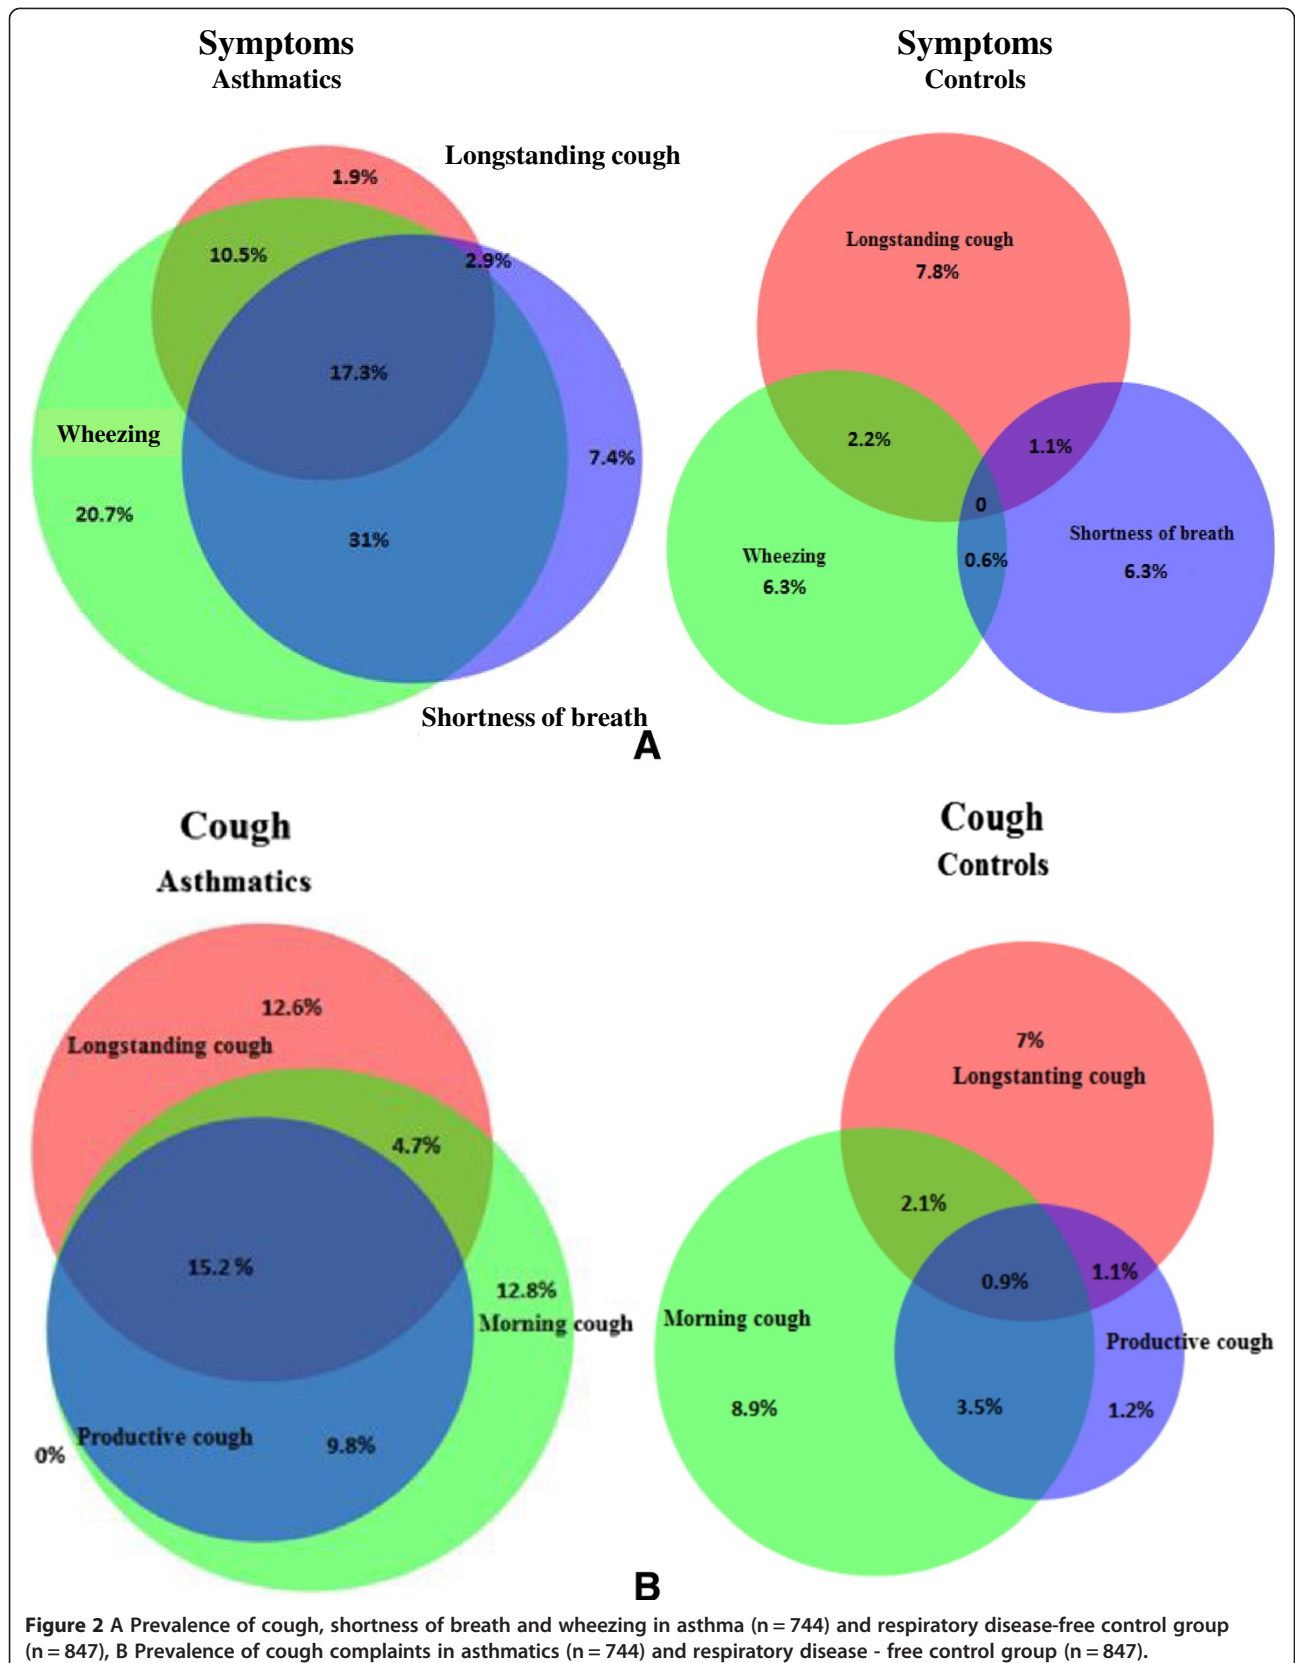 Symptoms
Asthmatics
Longstanding cough
1.9%
10.5%
2.9%
17.3%
Wheezing
7.4%
20.7%
31%
Shortness of breath
Symptoms
Controls
Longstanding cough
7.8%
2.2%
1.1%
0
Wheezing
6.3%
0.6%
Shortness of breath
6.3%
A
Cough
Asthmatics
12.6%
Longstanding cough
4.7%
15.2 %
12.8%
Morning cough
Productive cough
9.8%
0%
Cough
Controls
7%
Longstanting cough
2.1%
0.9%
1.1%
Morning cough
Productive cough
8.9%
3.5%
1.2%
B
Figure 2 A Prevalence of cough, shortness of breath and wheezing in asthma (n = 744) and respiratory disease-free control group
(n = 847), B Prevalence of cough complaints in asthmatics (n = 744) and respiratory disease - free control group (n = 847).